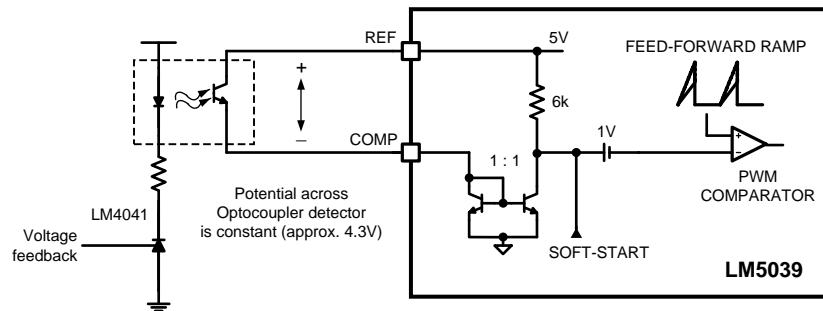 REF
5V
FEED-FORWARD RAMP
+
6k
–
COMP
1 : 1
1V
+
–
PWM
COMPARATOR
LM4041
Potential across
Optocoupler detector
is constant (approx. 4.3V)
Voltage
feedback
SOFT-START
LM5039